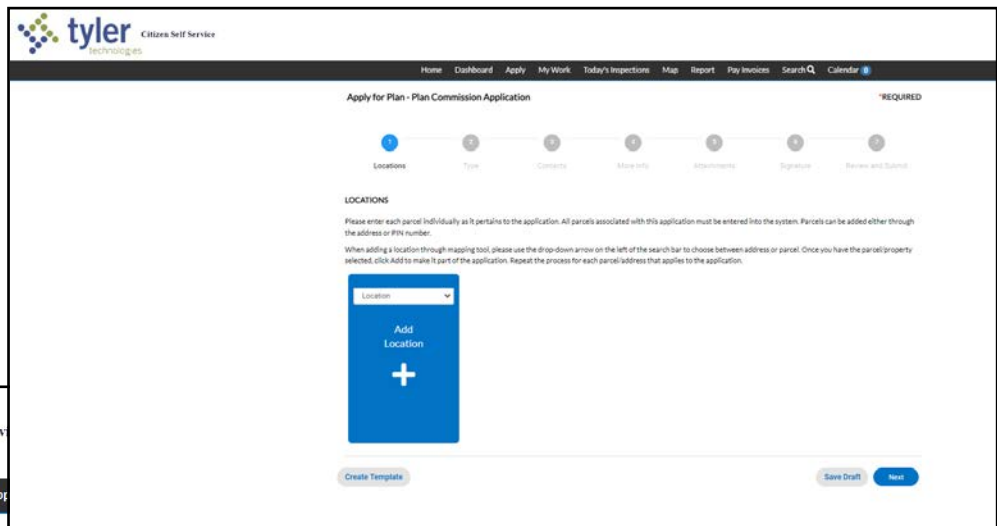 tyler
technologies
Citizen Self Service
Home Dashboard Apply My Work Today's Inspections Map Report Pay Invoices Search Calendar 0
Apply for Plan - Plan Commission Application
*REQUIRED
1 2 3 4 5 6 7
Locations Type Contacts More Info Attachments Signature Review and Submit
LOCATIONS
Please enter each parcel individually as it pertains to the application. All parcels associated with this application must be entered into the system. Parcels can be added either through
the address or PIN number.
When adding a location through mapping tool, please use the drop-down arrow on the left of the search bar to choose between address or parcel. Once you have the parcel/property
selected, click Add to make it part of the application. Repeat the process for each parcel/address that applies to the application.
Location
Add
Location
Create Template
Save Draft
Next